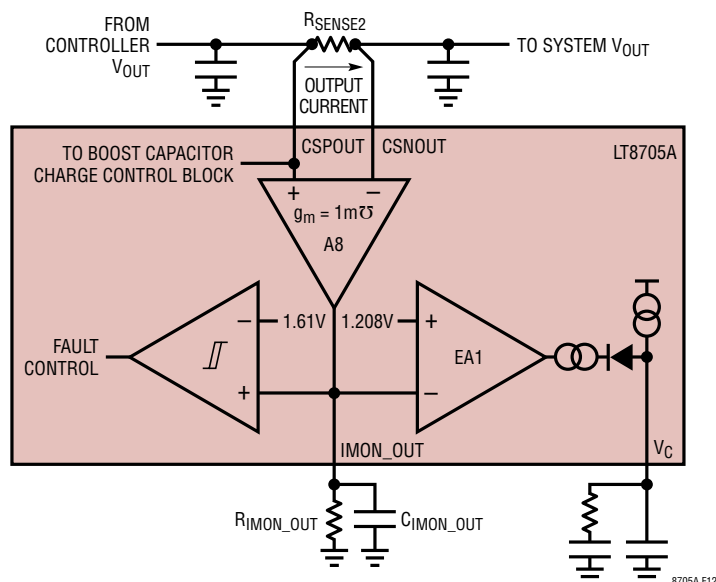 FROM
CONTROLLER
VOUT
RSENSE2
TO SYSTEM VOUT
OUTPUT
CURRENT
TO BOOST CAPACITOR
CHARGE CONTROL BLOCK
CSPOUT
CSNOUT
LT8705A
+
–
gm = 1m℧
A8
FAULT
CONTROL
–
1.61V
1.208V
+
EA1
+
–
IMON_OUT
VC
RIMON_OUT
CIMON_OUT
8705A F12